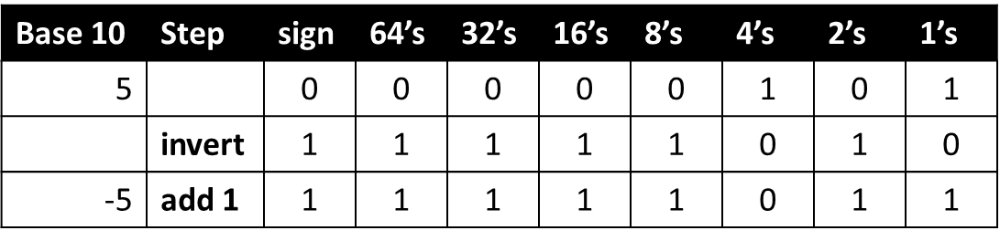 Base 10 Step sign 64’s 32’s 16’s 8’s 4’s 2’s 1’s
5 0 0 0 0 0 1 0 1
invert 1 1 1 1 1 0 1 0
-5 add 1 1 1 1 1 1 0 1 1